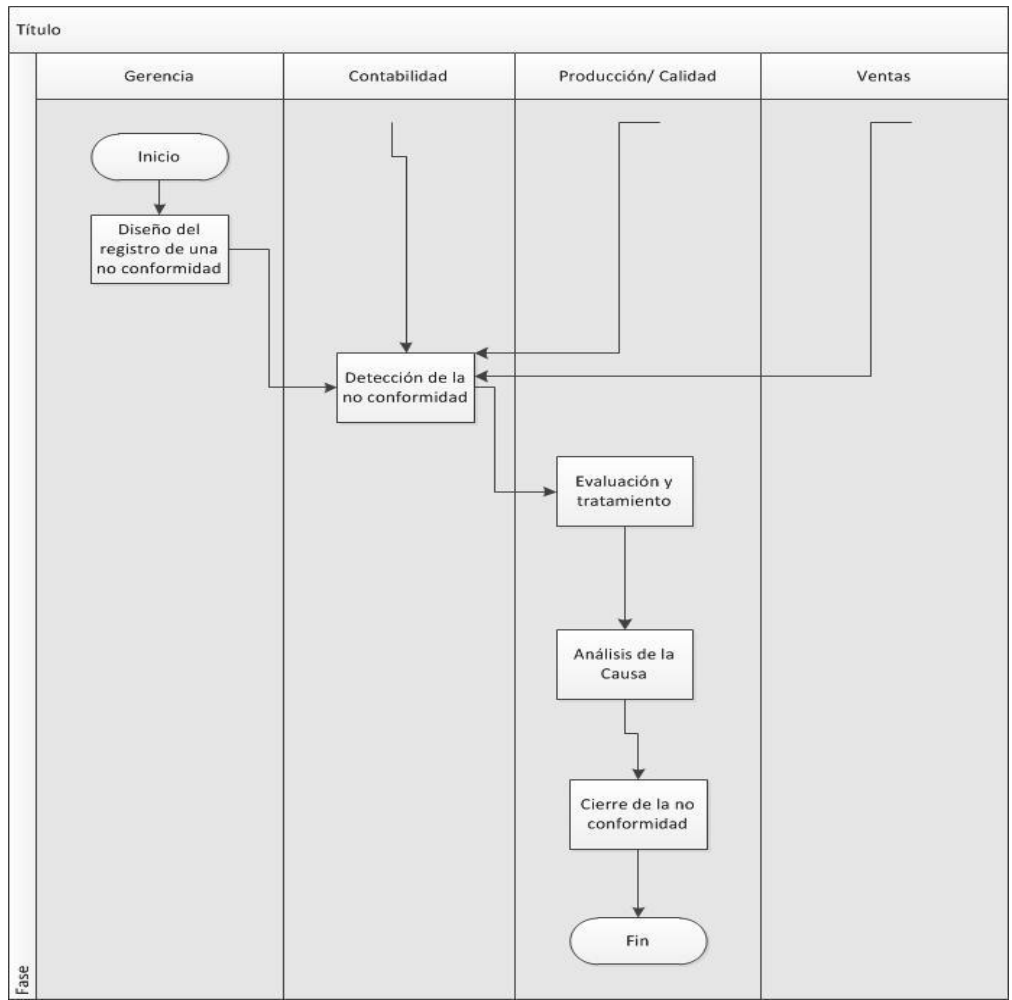 Título
Gerencia
Contabilidad
Producción/ Calidad
Ventas
Inicio
Diseño del
registro de una
no conformidad
Detección de la
no conformidad
Evaluación y
tratamiento
Análisis de la
Causa
Cierre de la no
conformidad
Fin
Fase